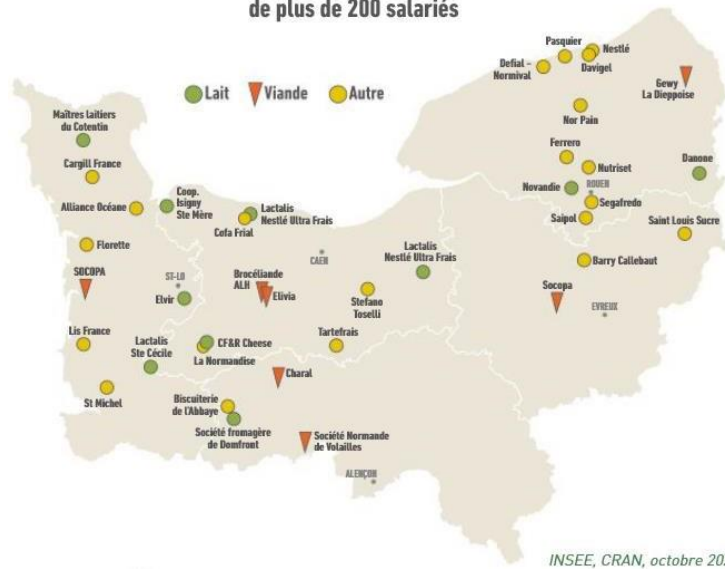 de plus de 200 salariés
Lait
Viande
Autre
Pasquier
Nestlé
Davigel
Defial -
Normival
Gewy
La Dieppoise
Nor Pain
Maîtres laitiers
du Cotentin
Cargill France
Ferrero
Nutriset
Danone
Novandie
ROUEN
Alliance Océane
Coop.
Isigny
Ste Mère
Lactalis
Nestlé Ultra Frais
Cofa Frial
Segafredo
Saipol
Saint Louis Sucre
Florette
CAEN
Lactalis
Nestlé Ultra Frais
Barry Callebaut
SOCOPA
ST-LO
Brocéliande
ALH
Elivia
Socopa
Elvir
Stefano
Toselli
EVREUX
Lis France
Lactalis
Ste Cécile
CF&R Cheese
La Normandise
Tartefrais
Charal
St Michel
Biscuiterie
de l'Abbaye
Société fromagère
de Domfront
Société Normande
de Volailles
ALENÇON
INSEE, CRAN, octobre